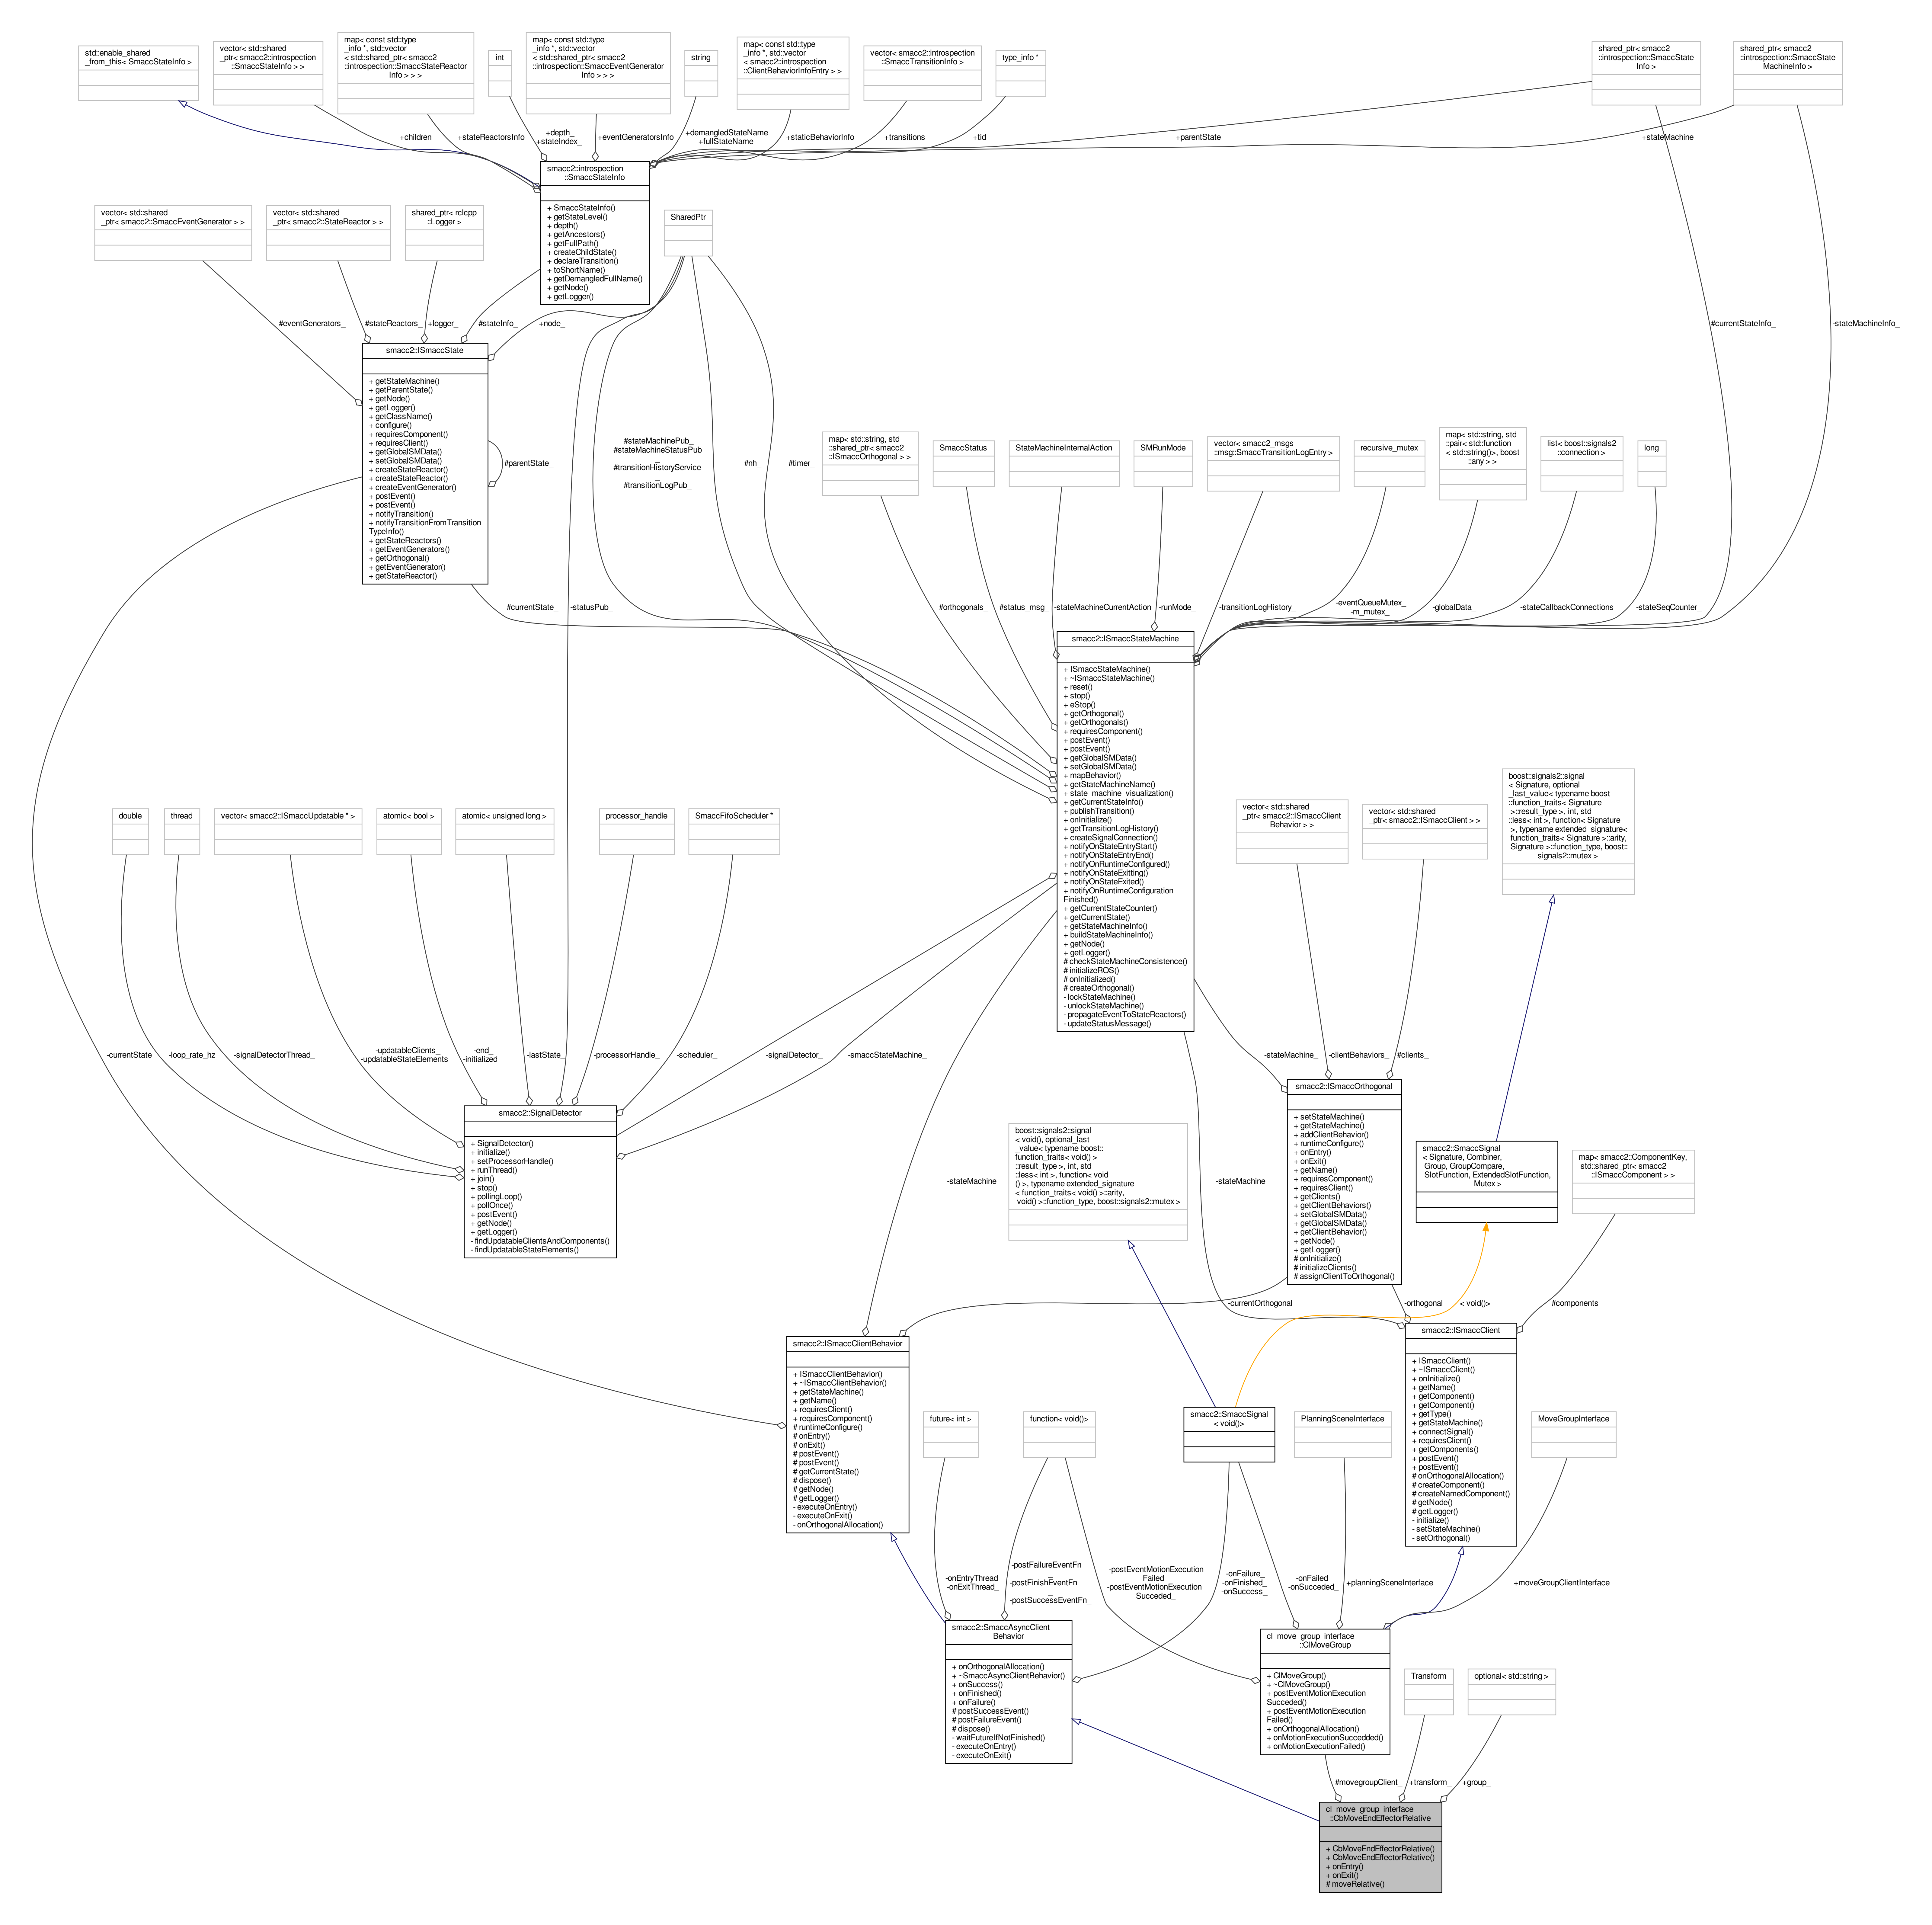 std::enable_shared
_from_this< SmaccStateInfo >
vector< std::shared
_ptr< smacc2::introspection
::SmaccStateInfo > >
map< const std::type
_info *, std::vector
< std::shared_ptr< smacc2
::introspection::SmaccStateReactor
Info > > >
int
map< const std::type
_info *, std::vector
< std::shared_ptr< smacc2
::introspection::SmaccEventGenerator
Info > > >
string
map< const std::type
_info *, std::vector
< smacc2::introspection
::ClientBehaviorInfoEntry > >
vector< smacc2::introspection
::SmaccTransitionInfo >
type_info *
shared_ptr< smacc2
::introspection::SmaccState
Info >
shared_ptr< smacc2
::introspection::SmaccState
MachineInfo >
+children_
+stateReactorsInfo
+depth_
+stateIndex_
+eventGeneratorsInfo
+demangledStateName
+fullStateName
+staticBehaviorInfo
+transitions_
+tid_
+parentState_
+stateMachine_
smacc2::introspection
::SmaccStateInfo
+ SmaccStateInfo()
+ getStateLevel()
+ depth()
+ getAncestors()
+ getFullPath()
+ createChildState()
+ declareTransition()
+ toShortName()
+ getDemangledFullName()
+ getNode()
+ getLogger()
vector< std::shared
_ptr< smacc2::SmaccEventGenerator > >
vector< std::shared
_ptr< smacc2::StateReactor > >
shared_ptr< rclcpp
::Logger >
SharedPtr
#eventGenerators_
#stateReactors_
+logger_
#stateInfo_
+node_
#currentStateInfo_
-stateMachineInfo_
smacc2::ISmaccState
+ getStateMachine()
+ getParentState()
+ getNode()
+ getLogger()
+ getClassName()
+ configure()
+ requiresComponent()
+ requiresClient()
+ getGlobalSMData()
+ setGlobalSMData()
+ createStateReactor()
+ createStateReactor()
+ createEventGenerator()
+ postEvent()
+ postEvent()
+ notifyTransition()
+ notifyTransitionFromTransition
TypeInfo()
+ getStateReactors()
+ getEventGenerators()
+ getOrthogonal()
+ getEventGenerator()
+ getStateReactor()
#parentState_
#stateMachinePub_
#stateMachineStatusPub
_
#transitionHistoryService
_
#transitionLogPub_
#nh_
#timer_
map< std::string, std
::shared_ptr< smacc2
::ISmaccOrthogonal > >
SmaccStatus
StateMachineInternalAction
SMRunMode
vector< smacc2_msgs
::msg::SmaccTransitionLogEntry >
recursive_mutex
map< std::string, std
::pair< std::function
< std::string()>, boost
::any > >
list< boost::signals2
::connection >
long
#currentState_
-statusPub_
#orthogonals_
#status_msg_
-stateMachineCurrentAction
-runMode_
-transitionLogHistory_
-eventQueueMutex_
-m_mutex_
-globalData_
-stateCallbackConnections
-stateSeqCounter_
smacc2::ISmaccStateMachine
+ ISmaccStateMachine()
+ ~ISmaccStateMachine()
+ reset()
+ stop()
+ eStop()
+ getOrthogonal()
+ getOrthogonals()
+ requiresComponent()
+ postEvent()
+ postEvent()
+ getGlobalSMData()
+ setGlobalSMData()
+ mapBehavior()
+ getStateMachineName()
+ state_machine_visualization()
+ getCurrentStateInfo()
+ publishTransition()
+ onInitialize()
+ getTransitionLogHistory()
+ createSignalConnection()
+ notifyOnStateEntryStart()
+ notifyOnStateEntryEnd()
+ notifyOnRuntimeConfigured()
+ notifyOnStateExitting()
+ notifyOnStateExited()
+ notifyOnRuntimeConfiguration
Finished()
+ getCurrentStateCounter()
+ getCurrentState()
+ getStateMachineInfo()
+ buildStateMachineInfo()
+ getNode()
+ getLogger()
# checkStateMachineConsistence()
# initializeROS()
# onInitialized()
# createOrthogonal()
- lockStateMachine()
- unlockStateMachine()
- propagateEventToStateReactors()
- updateStatusMessage()
double
thread
vector< smacc2::ISmaccUpdatable * >
atomic< bool >
atomic< unsigned long >
processor_handle
SmaccFifoScheduler *
vector< std::shared
_ptr< smacc2::ISmaccClient
Behavior > >
vector< std::shared
_ptr< smacc2::ISmaccClient > >
boost::signals2::signal
< Signature, optional
_last_value< typename boost
::function_traits< Signature
>::result_type >, int, std
::less< int >, function< Signature
>, typename extended_signature<
function_traits< Signature >::arity,
Signature >::function_type, boost::
signals2::mutex >
-currentState
-loop_rate_hz
-signalDetectorThread_
-updatableClients_
-updatableStateElements_
-end_
-initialized_
-lastState_
-processorHandle_
-scheduler_
-signalDetector_
-smaccStateMachine_
-stateMachine_
-clientBehaviors_
#clients_
smacc2::SignalDetector
+ SignalDetector()
+ initialize()
+ setProcessorHandle()
+ runThread()
+ join()
+ stop()
+ pollingLoop()
+ pollOnce()
+ postEvent()
+ getNode()
+ getLogger()
- findUpdatableClientsAndComponents()
- findUpdatableStateElements()
smacc2::ISmaccOrthogonal
+ setStateMachine()
+ getStateMachine()
+ addClientBehavior()
+ runtimeConfigure()
+ onEntry()
+ onExit()
+ getName()
+ requiresComponent()
+ requiresClient()
+ getClients()
+ getClientBehaviors()
+ setGlobalSMData()
+ getGlobalSMData()
+ getClientBehavior()
+ getNode()
+ getLogger()
# onInitialize()
# initializeClients()
# assignClientToOrthogonal()
boost::signals2::signal
< void(), optional_last
_value< typename boost::
function_traits< void() >
::result_type >, int, std
::less< int >, function< void
() >, typename extended_signature
< function_traits< void() >::arity,
void() >::function_type, boost::signals2::mutex >
smacc2::SmaccSignal
< Signature, Combiner,
Group, GroupCompare,
SlotFunction, ExtendedSlotFunction,
Mutex >
map< smacc2::ComponentKey,
std::shared_ptr< smacc2
::ISmaccComponent > >
-stateMachine_
-stateMachine_
-currentOrthogonal
-orthogonal_
< void()>
#components_
smacc2::ISmaccClientBehavior
+ ISmaccClientBehavior()
+ ~ISmaccClientBehavior()
+ getStateMachine()
+ getName()
+ requiresClient()
+ requiresComponent()
# runtimeConfigure()
# onEntry()
# onExit()
# postEvent()
# postEvent()
# getCurrentState()
# dispose()
# getNode()
# getLogger()
- executeOnEntry()
- executeOnExit()
- onOrthogonalAllocation()
smacc2::ISmaccClient
+ ISmaccClient()
+ ~ISmaccClient()
+ onInitialize()
+ getName()
+ getComponent()
+ getComponent()
+ getType()
+ getStateMachine()
+ connectSignal()
+ requiresClient()
+ getComponents()
+ postEvent()
+ postEvent()
# onOrthogonalAllocation()
# createComponent()
# createNamedComponent()
# getNode()
# getLogger()
- initialize()
- setStateMachine()
- setOrthogonal()
future< int >
function< void()>
smacc2::SmaccSignal
< void()>
PlanningSceneInterface
MoveGroupInterface
-onEntryThread_
-onExitThread_
-postFailureEventFn
_
-postFinishEventFn
_
-postSuccessEventFn_
-postEventMotionExecution
Failed_
-postEventMotionExecution
Succeded_
-onFailure_
-onFinished_
-onSuccess_
-onFailed_
-onSucceded_
+planningSceneInterface
+moveGroupClientInterface
smacc2::SmaccAsyncClient
Behavior
+ onOrthogonalAllocation()
+ ~SmaccAsyncClientBehavior()
+ onSuccess()
+ onFinished()
+ onFailure()
# postSuccessEvent()
# postFailureEvent()
# dispose()
- waitFutureIfNotFinished()
- executeOnEntry()
- executeOnExit()
cl_move_group_interface
::ClMoveGroup
+ ClMoveGroup()
+ ~ClMoveGroup()
+ postEventMotionExecution
Succeded()
+ postEventMotionExecution
Failed()
+ onOrthogonalAllocation()
+ onMotionExecutionSuccedded()
+ onMotionExecutionFailed()
Transform
optional< std::string >
#movegroupClient_
+transform_
+group_
cl_move_group_interface
::CbMoveEndEffectorRelative
+ CbMoveEndEffectorRelative()
+ CbMoveEndEffectorRelative()
+ onEntry()
+ onExit()
# moveRelative()